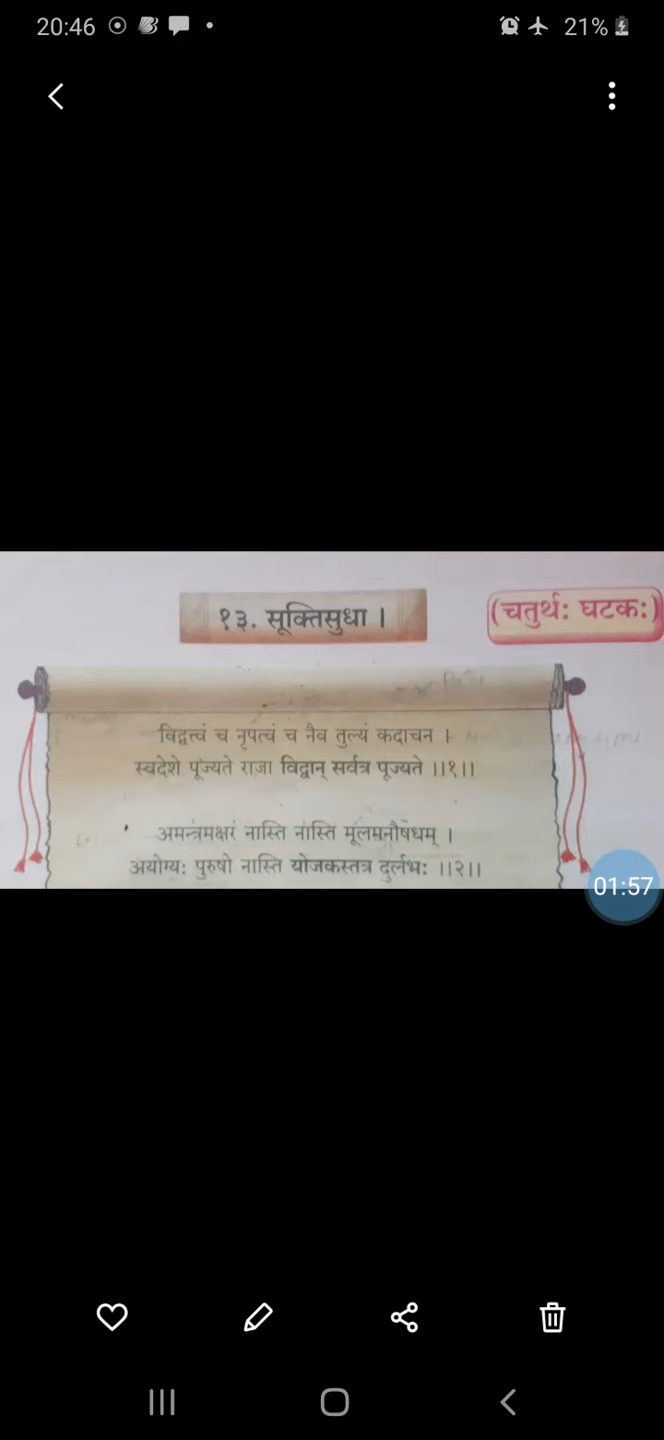 20:46
21%
१३. सूक्तिसुधा ।
(चतुर्थः घटकः)
विद्वत्त्वं च नृपत्वं च नैव तुल्यं कदाचन ।
स्वदेशे पूज्यते राजा विद्वान् सर्वत्र पूज्यते ।।१।।
अमन्त्रमक्षरं नास्ति नास्ति मूलमनौषधम् ।
अयोग्यः पुरुषो नास्ति योजकस्तत्र दुर्लभः ।।२।।
01:57